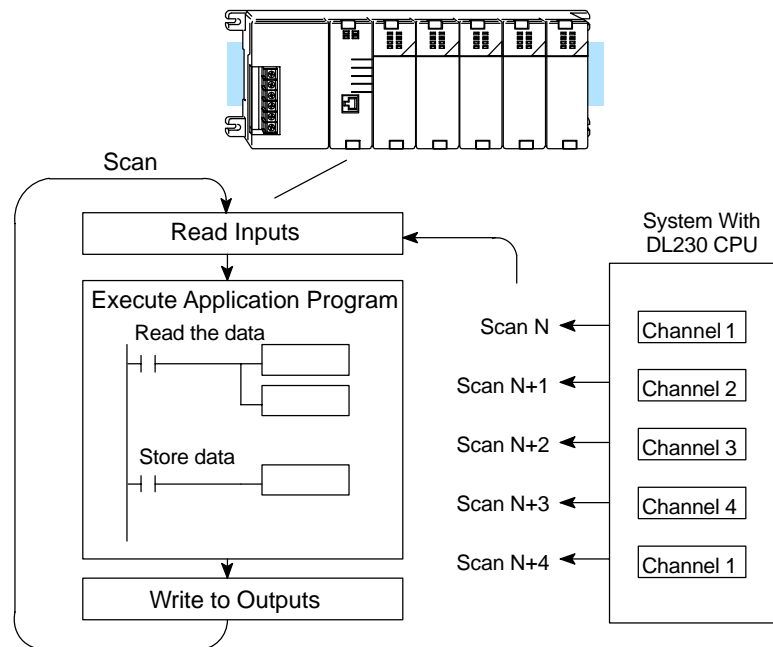 Scan
Read Inputs
Execute Application Program
Read the data
Store data
Write to Outputs
System With
DL230 CPU
Scan N
Channel 1
Scan N+1
Channel 2
Scan N+2
Channel 3
Scan N+3
Channel 4
Scan N+4
Channel 1